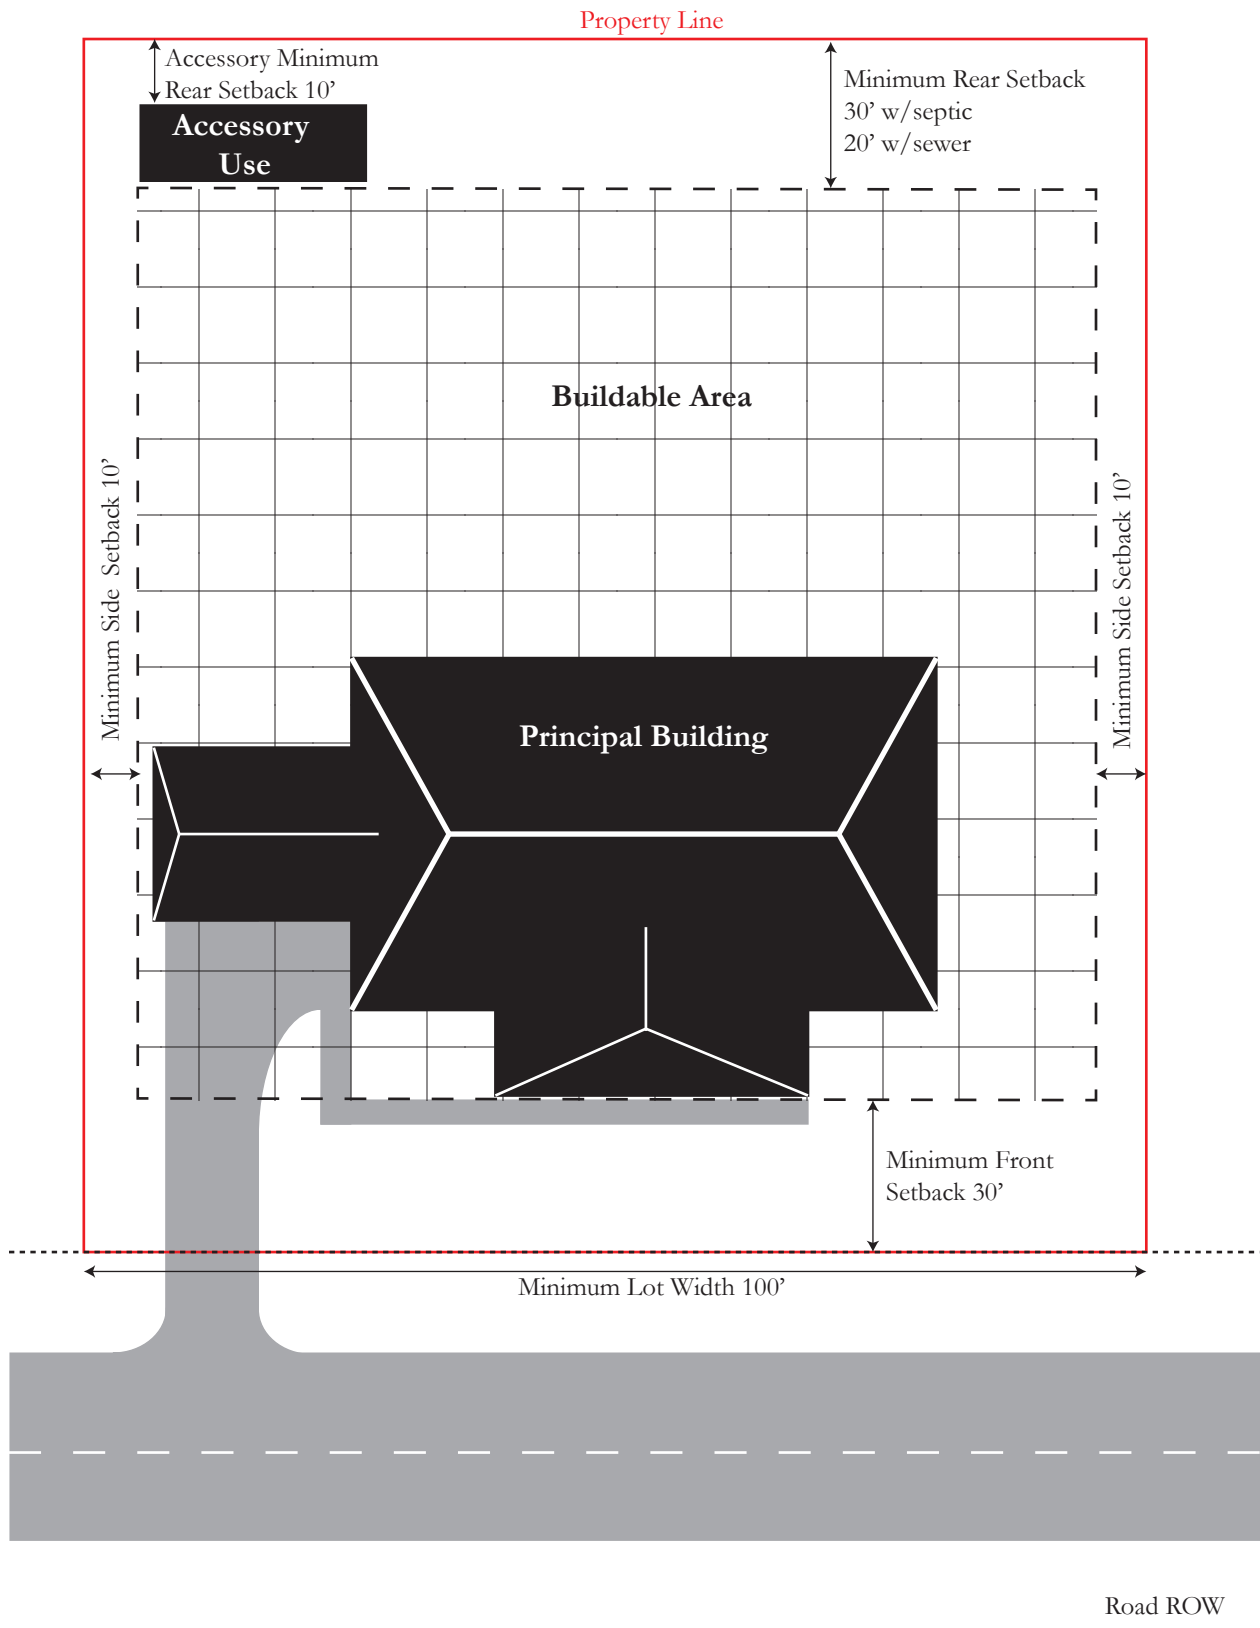 Property Line
Accessory Minimum
Rear Setback 10’
Minimum Rear Setback
30’ w/septic
20’ w/sewer
Accessory
Use
Buildable Area
Minimum Side Setback 10’
Minimum Side Setback 10’
Principal Building
Minimum Front
Setback 30’
Minimum Lot Width 100’
Road ROW